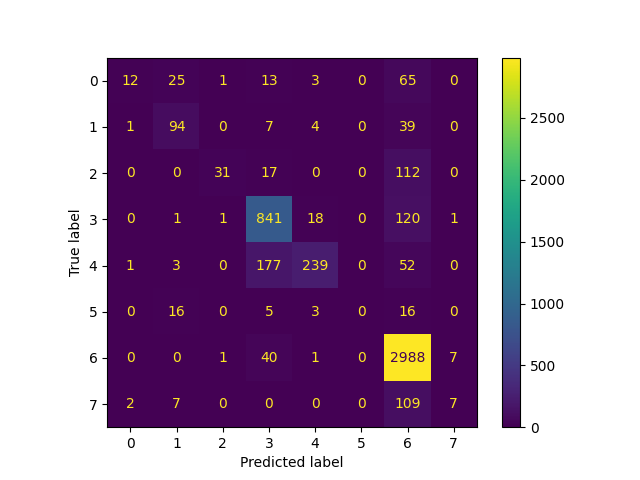 0 12 25 1 13 3 0 65 0
1 1 94 0 7 4 0 39 0
2 0 0 31 17 0 0 112 0
3 0 1 1 841 18 0 120 1
4 1 3 0 177 239 0 52 0
5 0 16 0 5 3 0 16 0
6 0 0 1 40 1 0 2988 7
7 2 7 0 0 0 0 109 7
0 1 2 3 4 5 6 7
Predicted label
True label
2500
2000
1500
1000
500
0